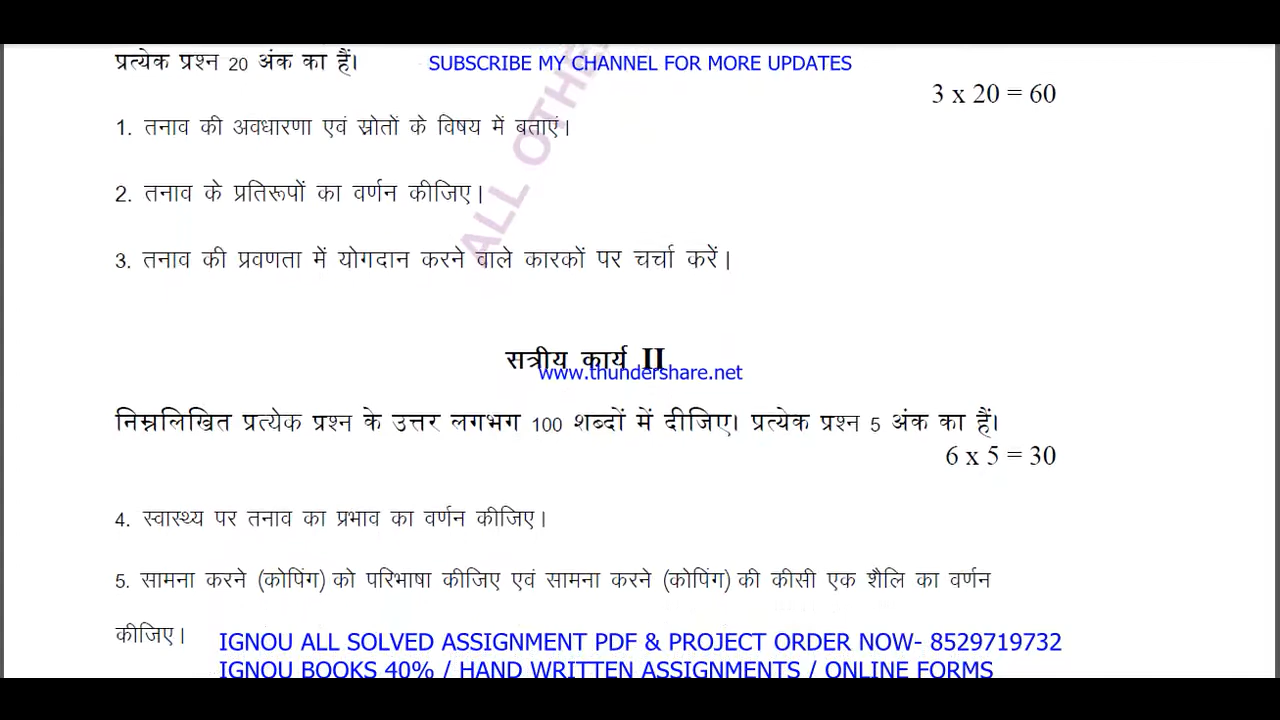 प्रत्येक प्रश्न 20 अंक का हैं।
SUBSCRIBE MY CHANNEL FOR MORE UPDATES
3 x 20 = 60
1. तनाव की अवधारणा एवं स्रोतों के विषय में बताएं।
2. तनाव के प्रतिरूपों का वर्णन कीजिए।
3. तनाव की प्रवणता में योगदान करने वाले कारकों पर चर्चा करें।
ALL OTHE
सत्रीय कार्य II
www.thundershare.net
निम्नलिखित प्रत्येक प्रश्न के उत्तर लगभग 100 शब्दों में दीजिए। प्रत्येक प्रश्न 5 अंक का हैं।
6 x 5 = 30
4. स्वास्थ्य पर तनाव का प्रभाव का वर्णन कीजिए।
5. सामना करने (कोपिंग) को परिभाषा कीजिए एवं सामना करने (कोपिंग) की कीसी एक शैलि का वर्णन
कीजिए।
IGNOU ALL SOLVED ASSIGNMENT PDF & PROJECT ORDER NOW- 8529719732
IGNOU BOOKS 40% / HAND WRITTEN ASSIGNMENTS / ONLINE FORMS